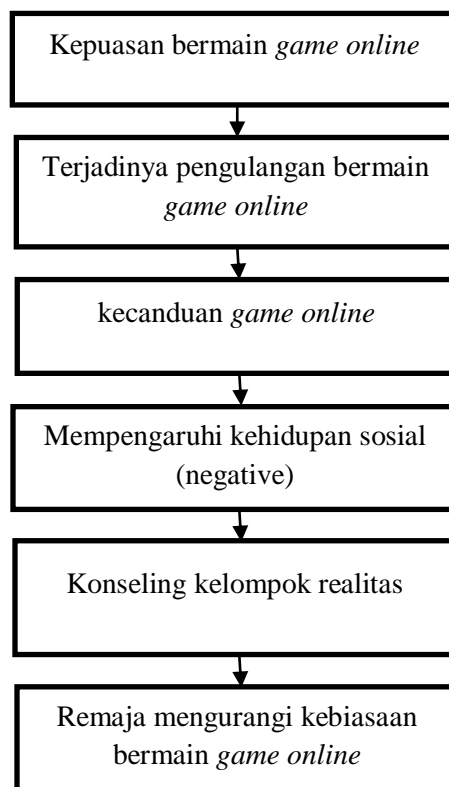 Kepuasan bermain game online
Terjadinya pengulangan bermain
game online
kecanduan game online
Mempengaruhi kehidupan sosial
(negative)
Konseling kelompok realitas
Remaja mengurangi kebiasaan
bermain game online